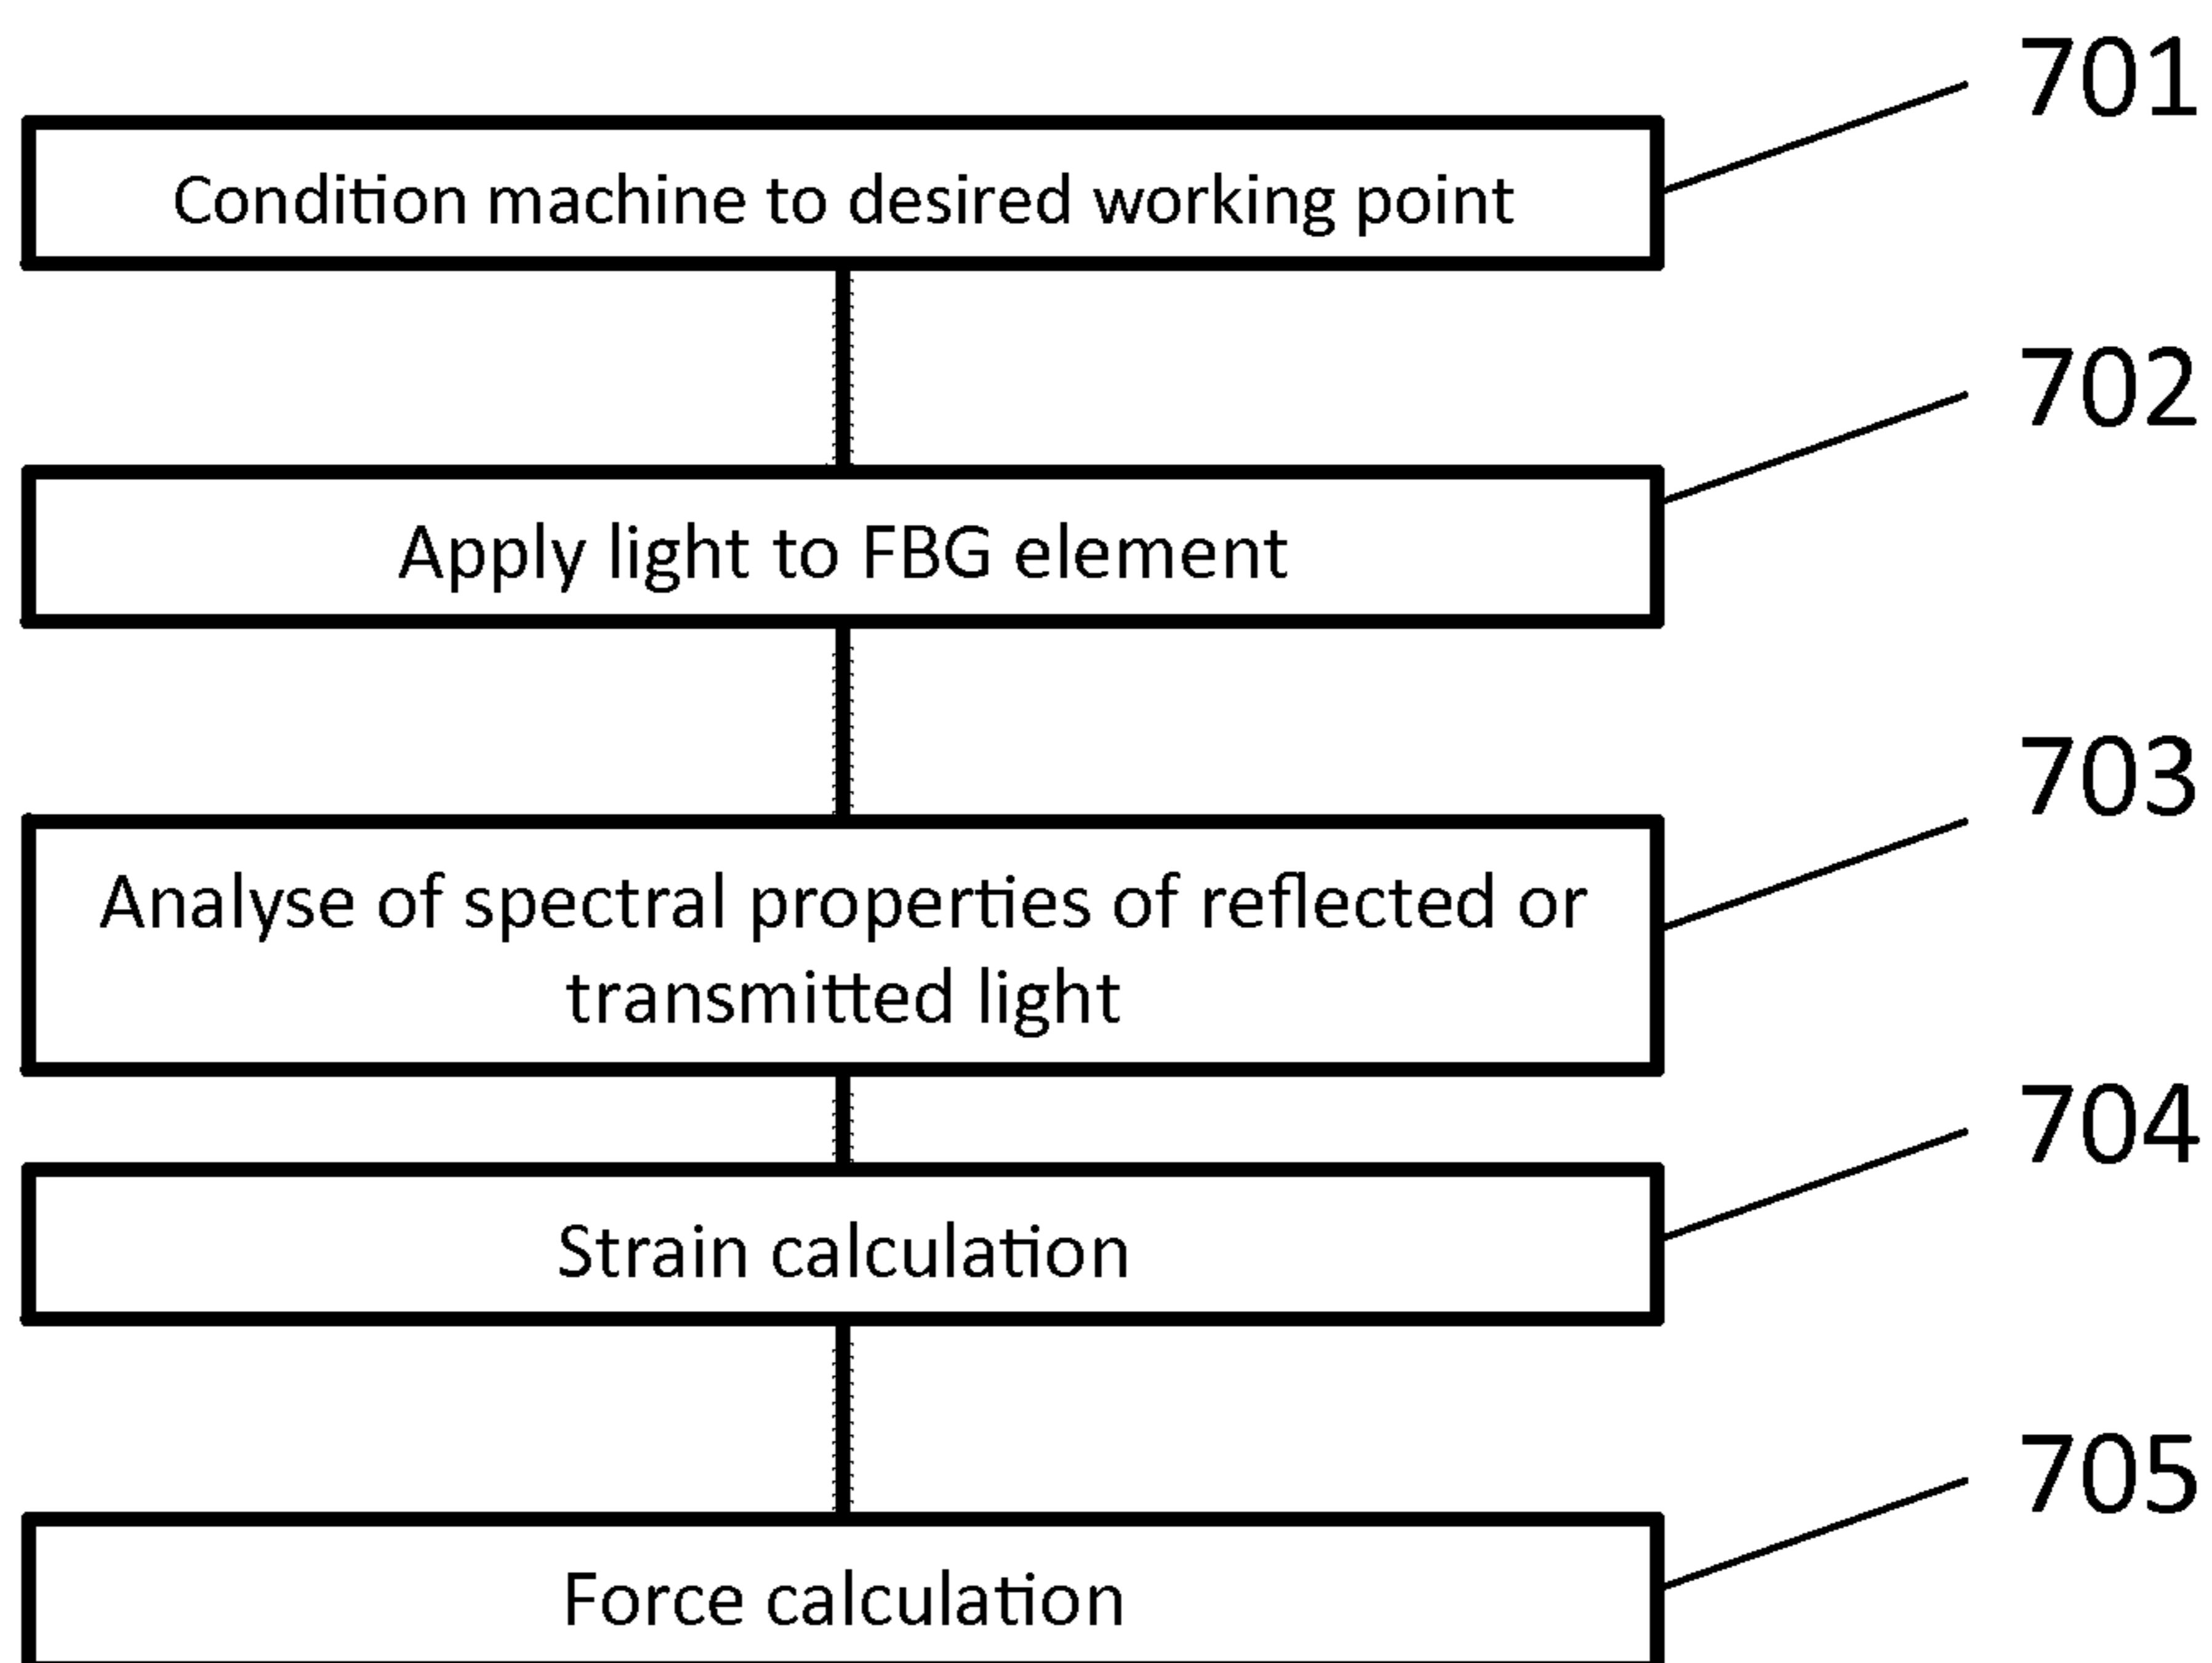 701
Condition machine to desired working point
702
Apply light to FBG element
703
Analyse of spectral properties of reflected or
transmitted light
704
Strain calculation
705
Force calculation